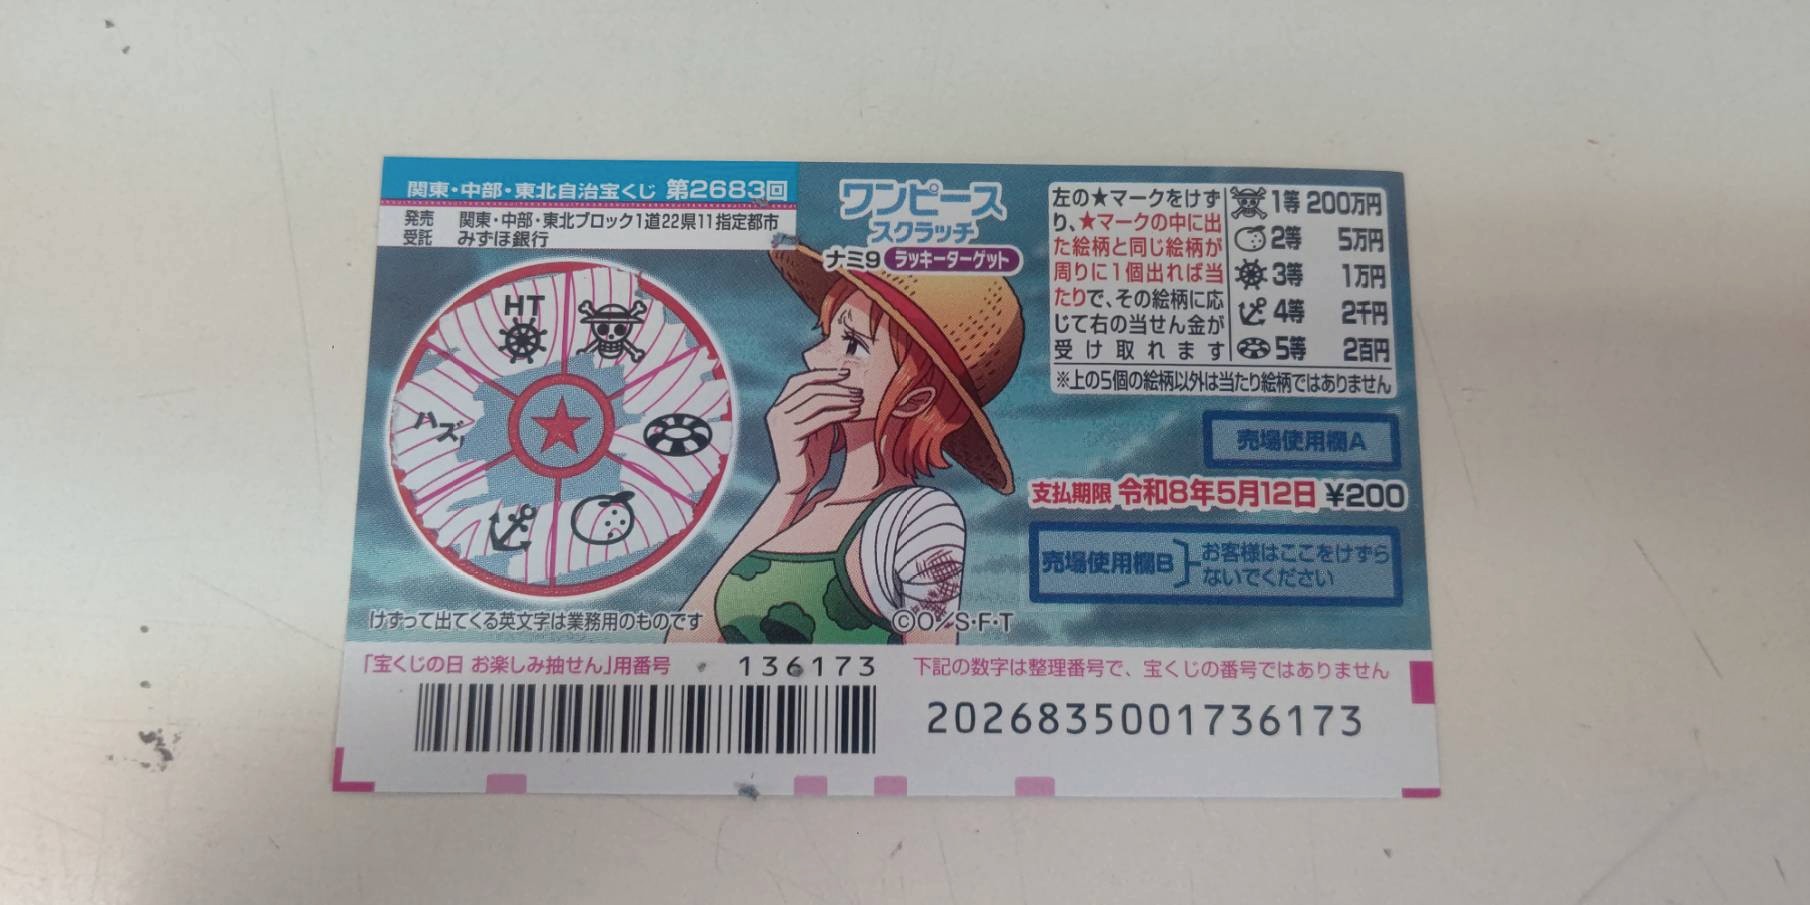 関東・中部・東北自治宝くじ 第2683回
発売 関東・中部・東北ブロック1道22県11指定都市
受託 みずほ銀行
HT
ハズレ
けずって出てくる英文字は業務用のものです
ワンピース
スクラッチ
ナミ9 ラッキーターゲット
©O/S・F・T
左の★マークをけず
り、★マークの中に出
た絵柄と同じ絵柄が
周りに1個出れば当
たりで、その絵柄に応
じて右の当せん金が
受け取れます
1等 200万円
2等 5万円
3等 1万円
4等 2千円
5等 2百円
※上の5個の絵柄以外は当たり絵柄ではありません
売場使用欄A
支払期限 令和8年5月12日 ¥200
売場使用欄B お客様はここをけずら
ないでください
「宝くじの日 お楽しみ抽せん」用番号 136173
下記の数字は整理番号で、宝くじの番号ではありません
2026835001736173